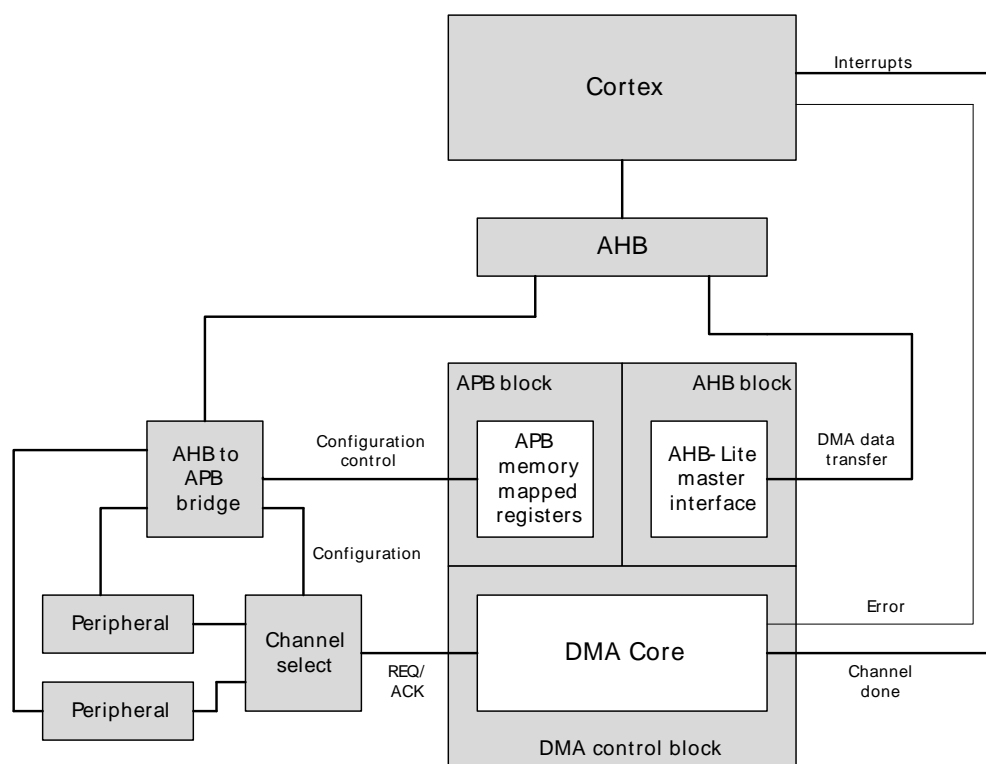 Interrupts
Cortex
AHB
APB block
AHB block
Configuration
control
APB
memory
mapped
registers
AHB-Lite
master
interface
DMA data
transfer
AHB to
APB
bridge
Configuration
Peripheral
Channel
select
Peripheral
REQ/
ACK
DMA Core
Error
Channel
done
DMA control block